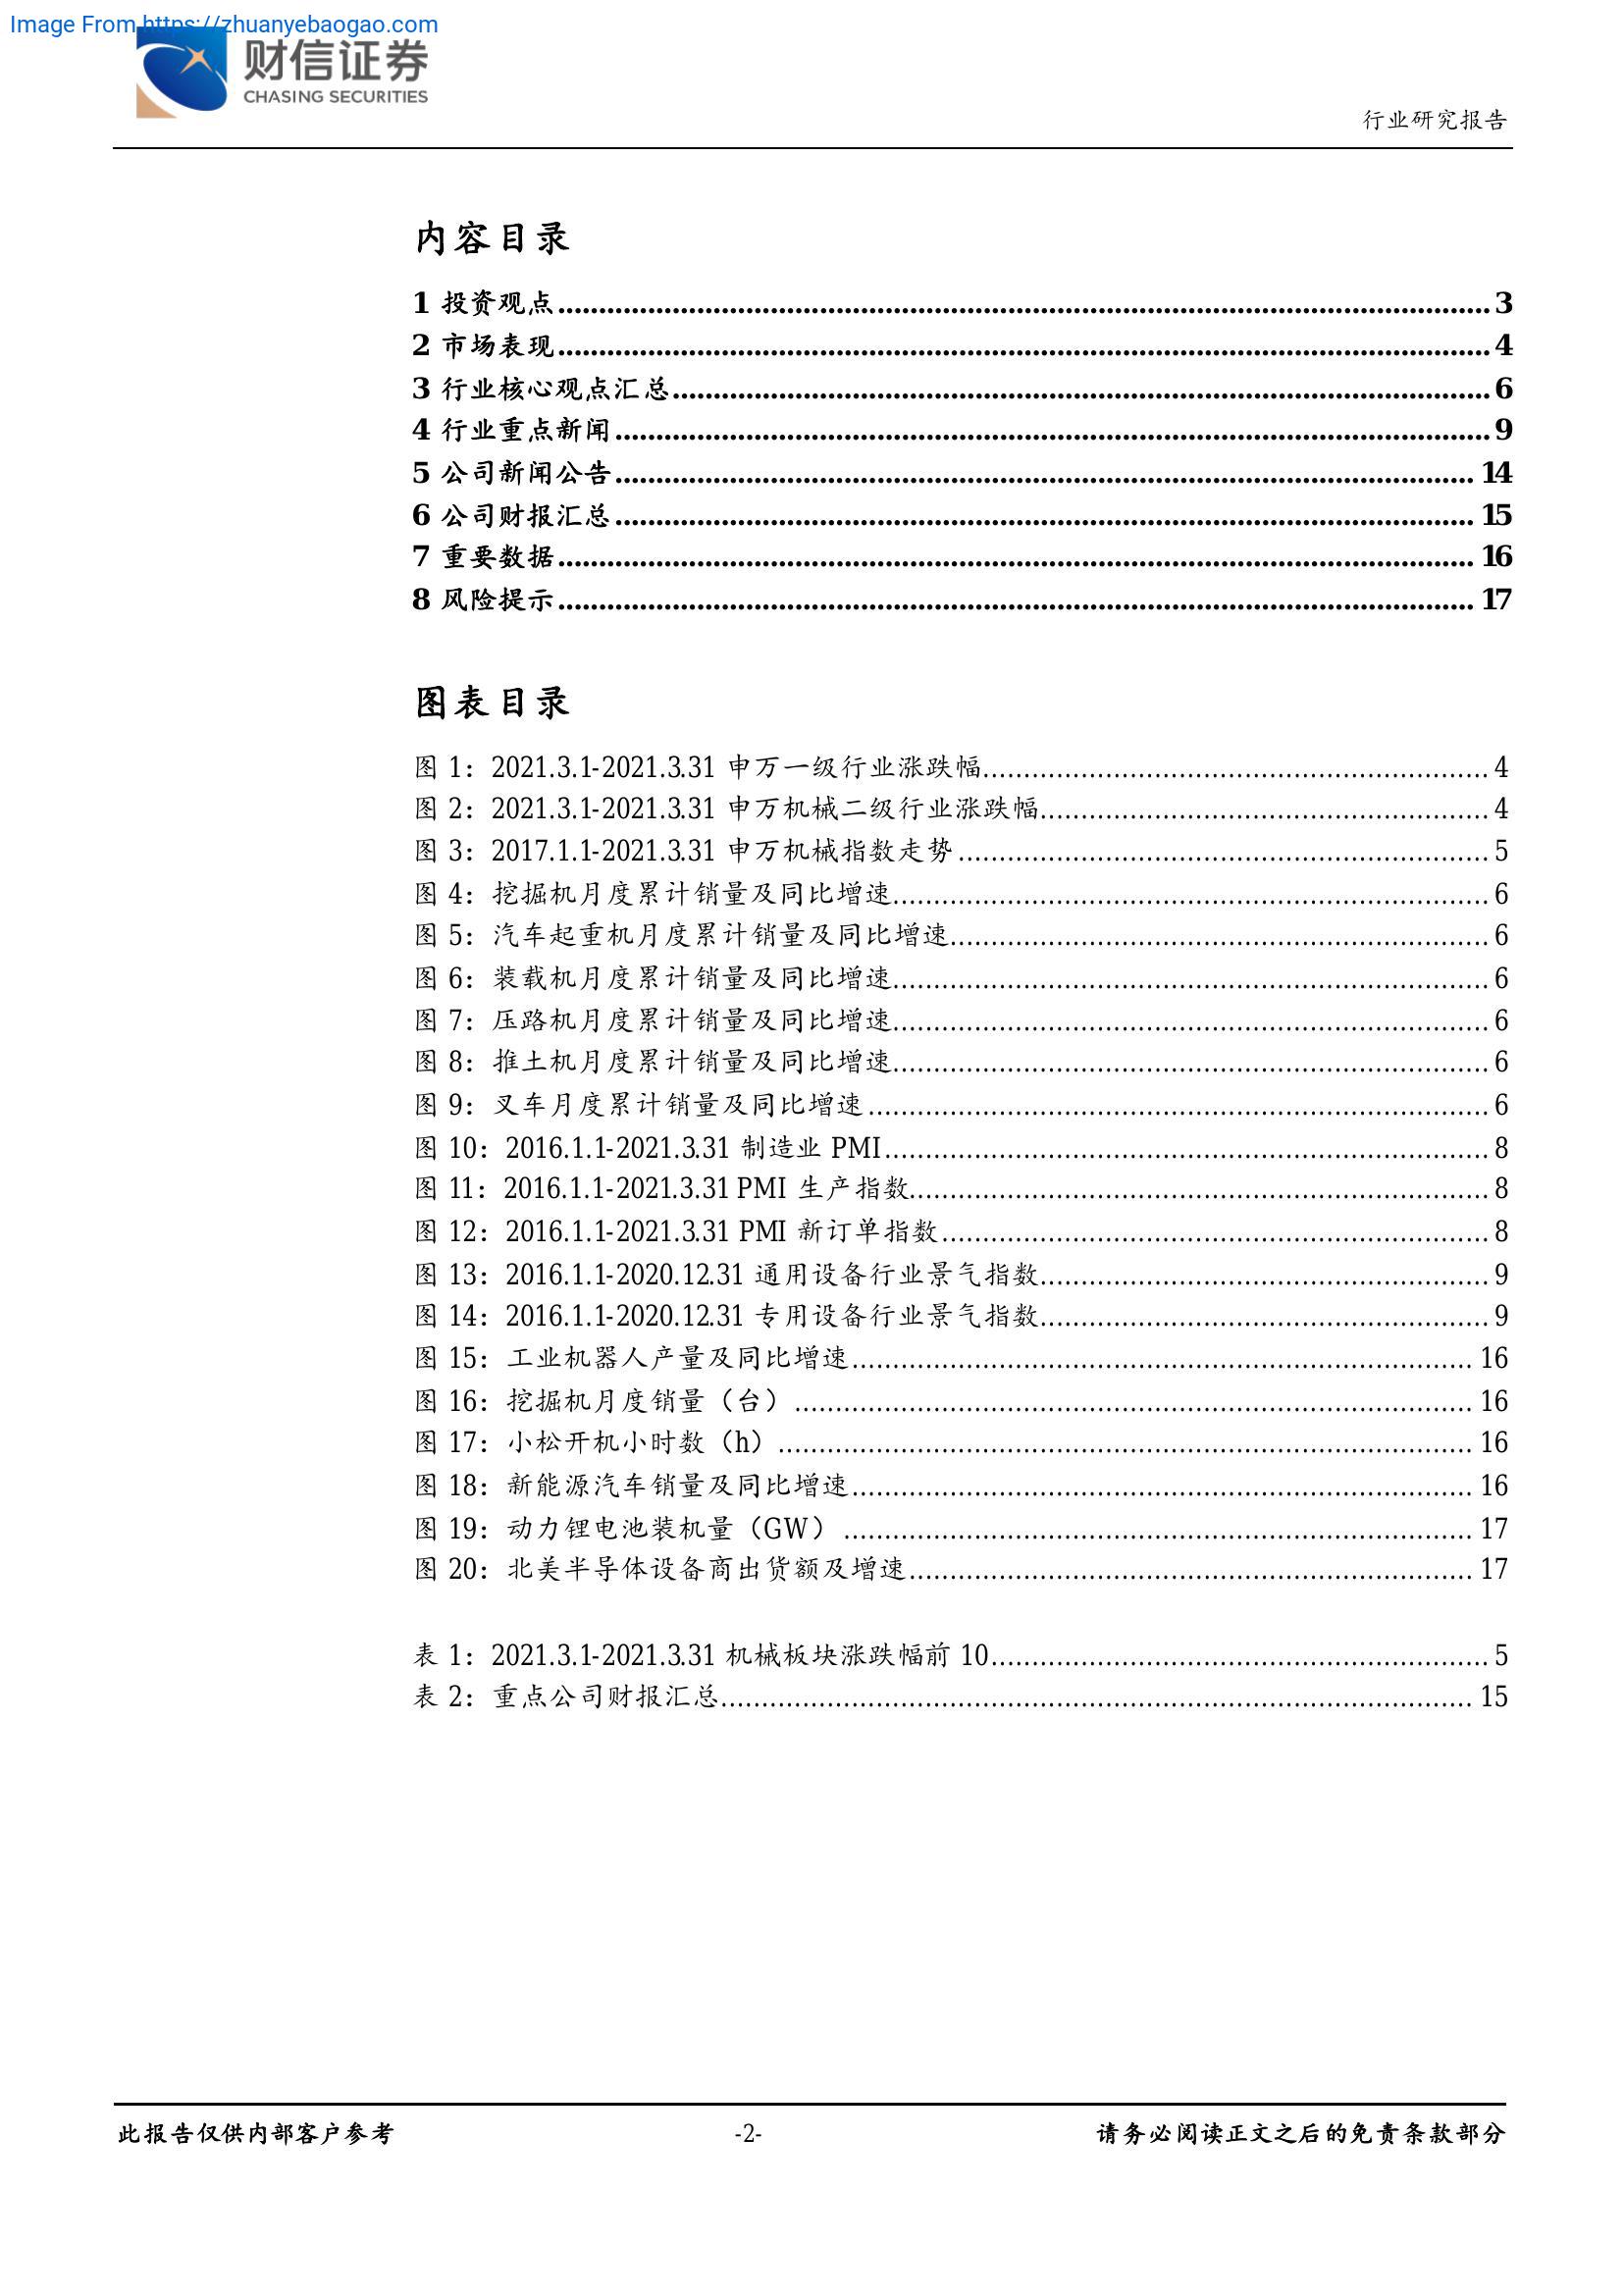 Image From https://zhuanyebaogao.com
财信证券
CHASING SECURITIES
行业研究报告
内容目录
1 投资观点........ 3
2 市场表现........ 4
3 行业核心观点汇总........ 6
4 行业重点新闻........ 9
5 公司新闻公告........ 14
6 公司财报汇总........ 15
7 重要数据........ 16
8 风险提示........ 17
图表目录
图 1：2021.3.1-2021.3.31 申万一级行业涨跌幅........ 4
图 2：2021.3.1-2021.3.31 申万机械二级行业涨跌幅........ 4
图 3：2017.1.1-2021.3.31 申万机械指数走势........ 5
图 4：挖掘机月度累计销量及同比增速........ 6
图 5：汽车起重机月度累计销量及同比增速........ 6
图 6：装载机月度累计销量及同比增速........ 6
图 7：压路机月度累计销量及同比增速........ 6
图 8：推土机月度累计销量及同比增速........ 6
图 9：叉车月度累计销量及同比增速........ 6
图 10：2016.1.1-2021.3.31 制造业 PMI........ 8
图 11：2016.1.1-2021.3.31 PMI 生产指数........ 8
图 12：2016.1.1-2021.3.31 PMI 新订单指数........ 8
图 13：2016.1.1-2020.12.31 通用设备行业景气指数........ 9
图 14：2016.1.1-2020.12.31 专用设备行业景气指数........ 9
图 15：工业机器人产量及同比增速........ 16
图 16：挖掘机月度销量（台）........ 16
图 17：小松开机小时数（h）........ 16
图 18：新能源汽车销量及同比增速........ 16
图 19：动力锂电池装机量（GW）........ 17
图 20：北美半导体设备商出货额及增速........ 17
表 1：2021.3.1-2021.3.31 机械板块涨跌幅前 10........ 5
表 2：重点公司财报汇总........ 15
此报告仅供内部客户参考
-2-
请务必阅读正文之后的免责条款部分